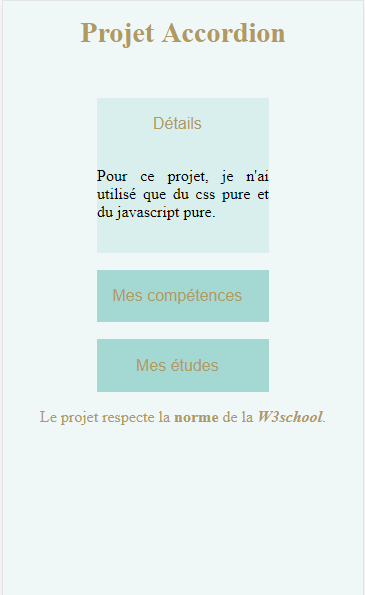 Projet Accordion
Détails
Pour ce projet, je n'ai
utilisé que du css pure et
du javascript pure.
Mes compétences
Mes études
Le projet respecte la norme de la W3school.